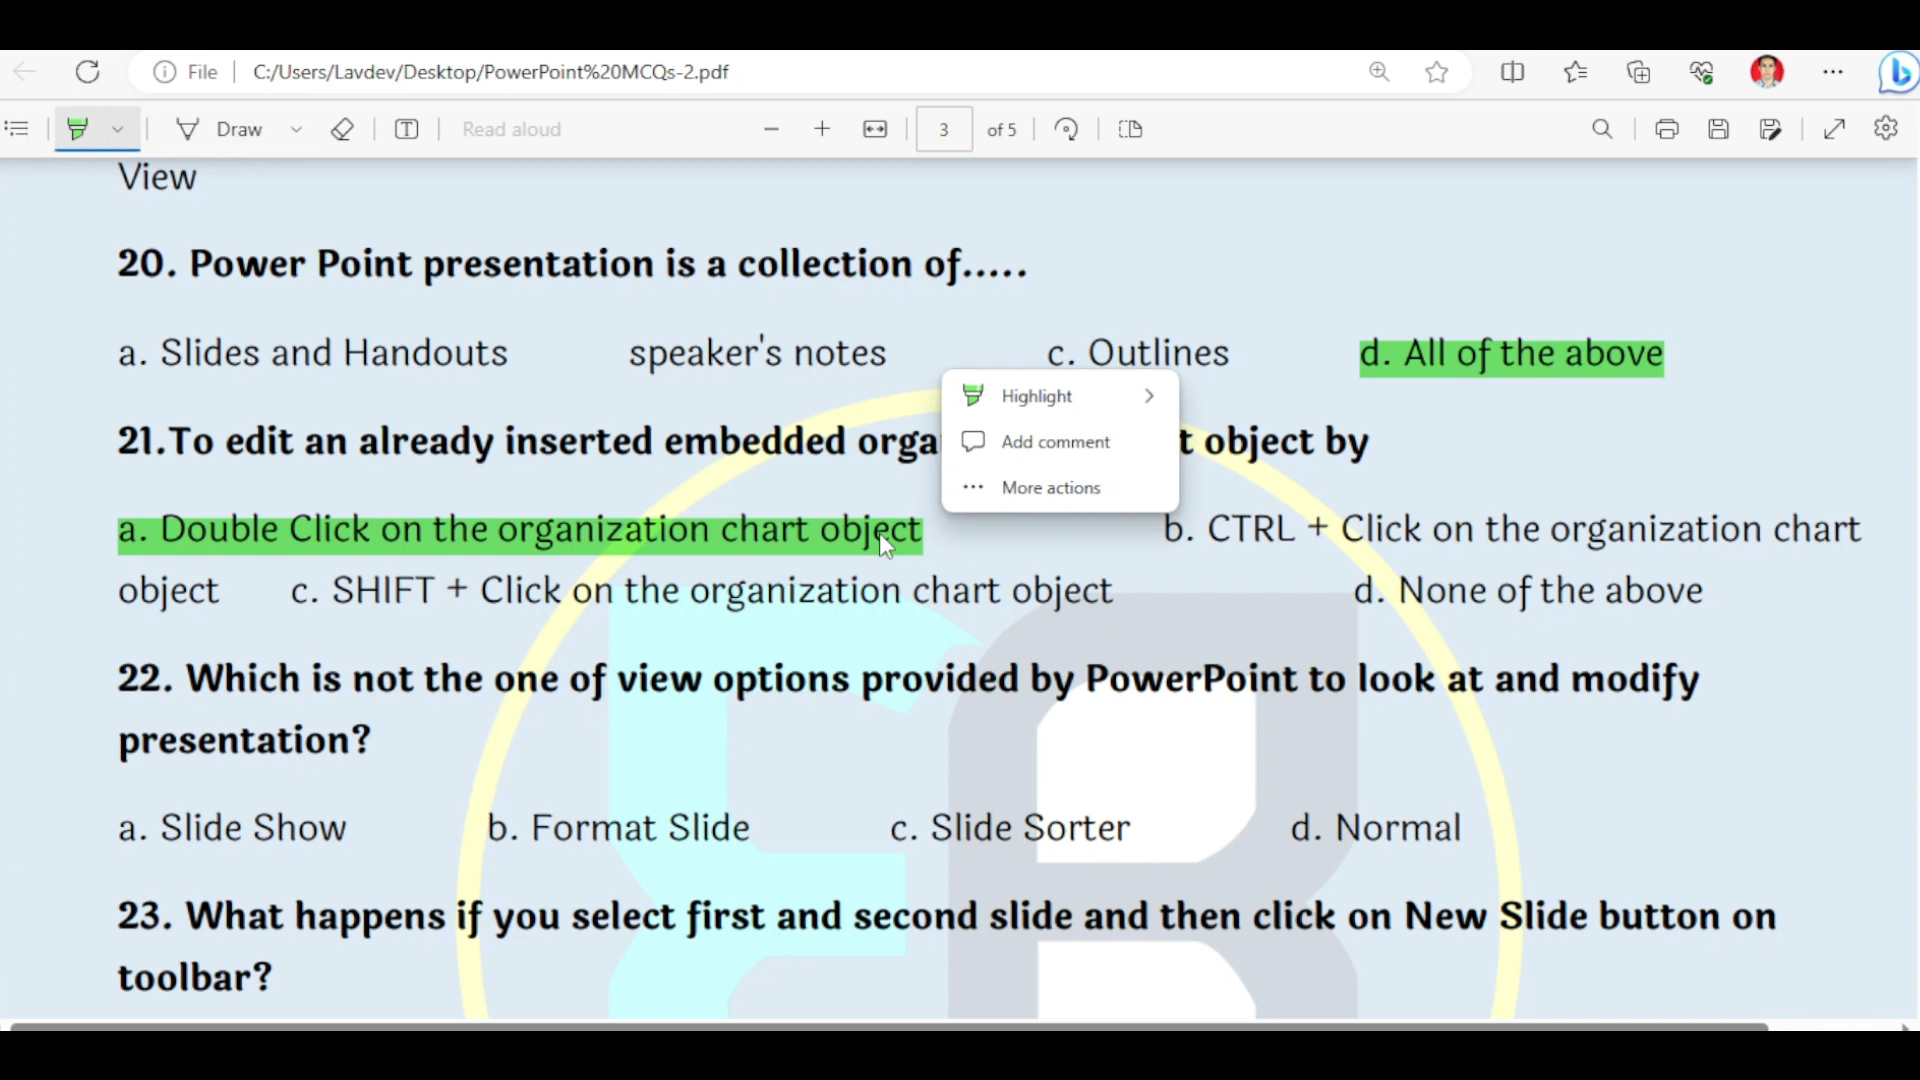 File
C:/Users/Lavdev/Desktop/PowerPoint%20MCQs-2.pdf
Draw
Read aloud
3
of 5
View
20. Power Point presentation is a collection of.....
a. Slides and Handouts speaker's notes c. Outlines d. All of the above
Highlight
Add comment
More actions
21.To edit an already inserted embedded orga t object by
a. Double Click on the organization chart object b. CTRL + Click on the organization chart
object c. SHIFT + Click on the organization chart object d. None of the above
22. Which is not the one of view options provided by PowerPoint to look at and modify
presentation?
a. Slide Show b. Format Slide c. Slide Sorter d. Normal
23. What happens if you select first and second slide and then click on New Slide button on
toolbar?